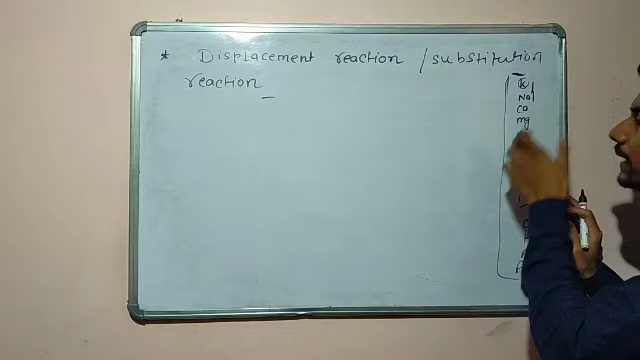 * Displacement reaction / substitution
reaction
K
Na
Ca
Mg